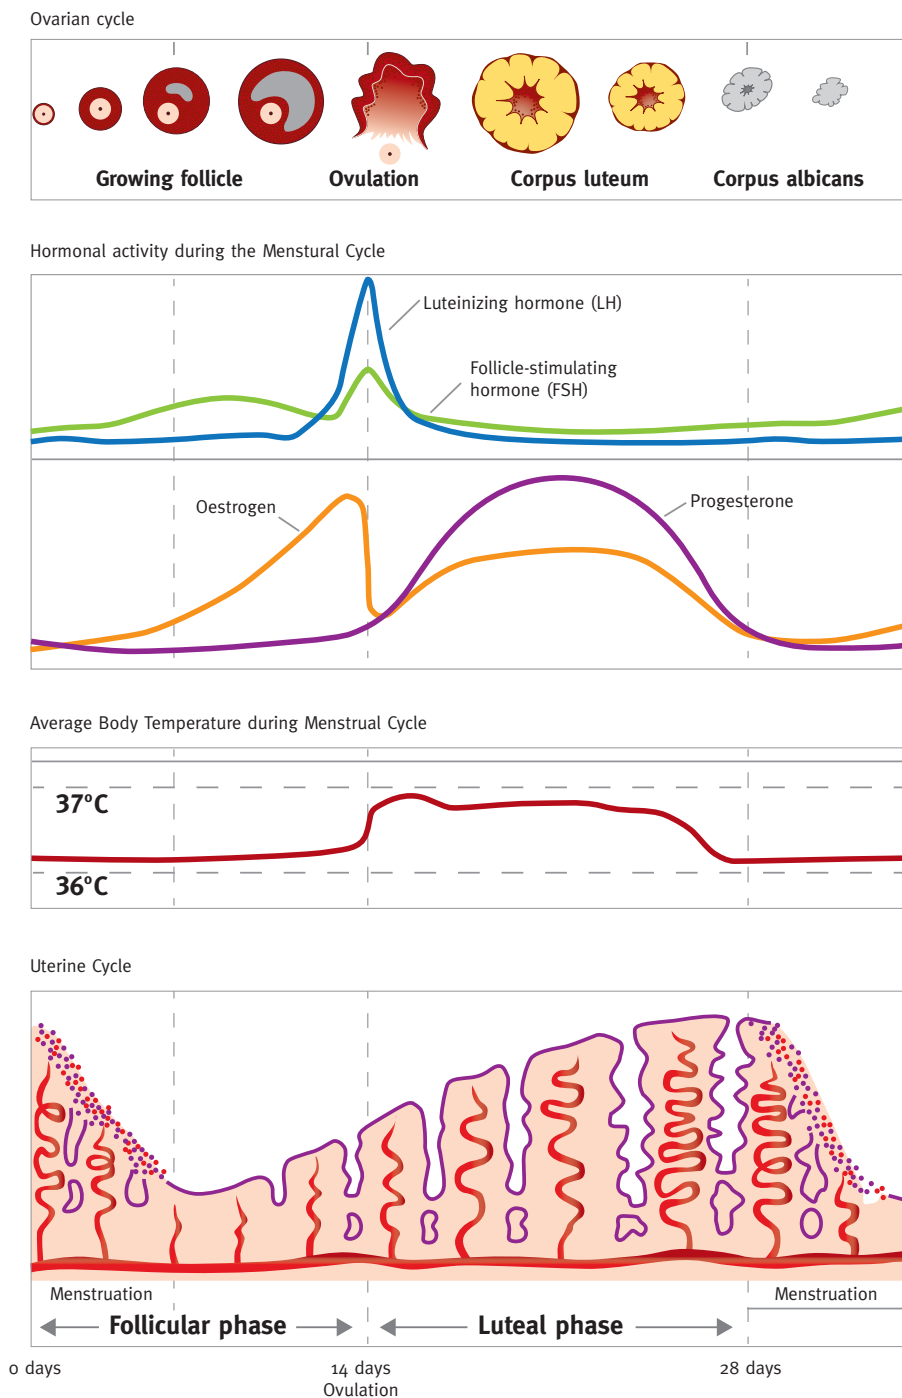 Ovarian cycle
Growing follicle
Ovulation
Corpus luteum
Corpus albicans
Hormonal activity during the Menstural Cycle
Luteinizing hormone (LH)
Follicle-stimulating
hormone (FSH)
Oestrogen
Progesterone
Average Body Temperature during Menstrual Cycle
37°C
36°C
Uterine Cycle
Menstruation
Menstruation
Follicular phase
Luteal phase
0 days
14 days
Ovulation
28 days